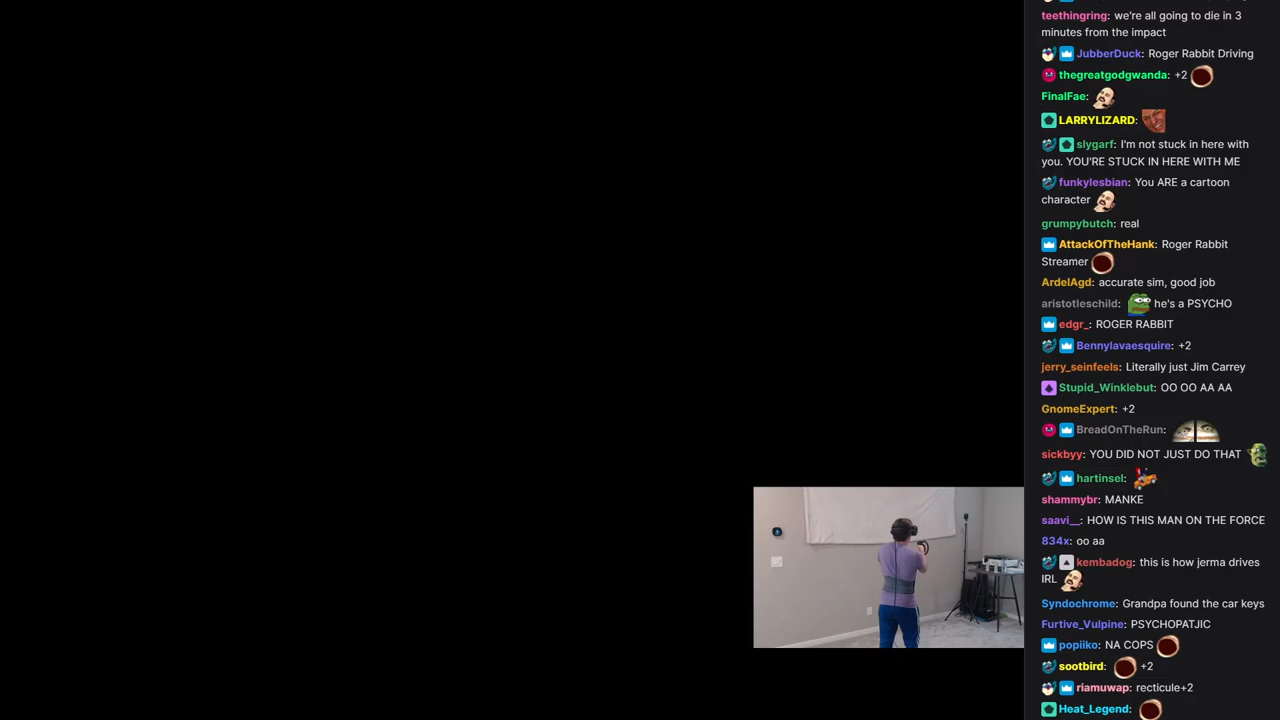 teethingring: we're all going to die in 3
minutes from the impact
JubberDuck: Roger Rabbit Driving
thegreatgodgwanda: +2
FinalFae:
LARRYLIZARD:
slygarf: I'm not stuck in here with
you. YOU'RE STUCK IN HERE WITH ME
funkylesbian: You ARE a cartoon
character
grumpybutch: real
AttackOfTheHank: Roger Rabbit
Streamer
ArdelAgd: accurate sim, good job
aristotleschild: he's a PSYCHO
edgr_: ROGER RABBIT
Bennylavaesquire: +2
jerry_seinfeels: Literally just Jim Carrey
Stupid_Winklebut: OO OO AA AA
GnomeExpert: +2
BreadOnTheRun:
sickbyy: YOU DID NOT JUST DO THAT
hartinsel:
shammybr: MANKE
saavi__: HOW IS THIS MAN ON THE FORCE
834x: oo aa
kembadog: this is how jerma drives
IRL
Syndochrome: Grandpa found the car keys
Furtive_Vulpine: PSYCHOPATJIC
popiiko: NA COPS
sootbird: +2
riamuwap: recticule+2
Heat_Legend: